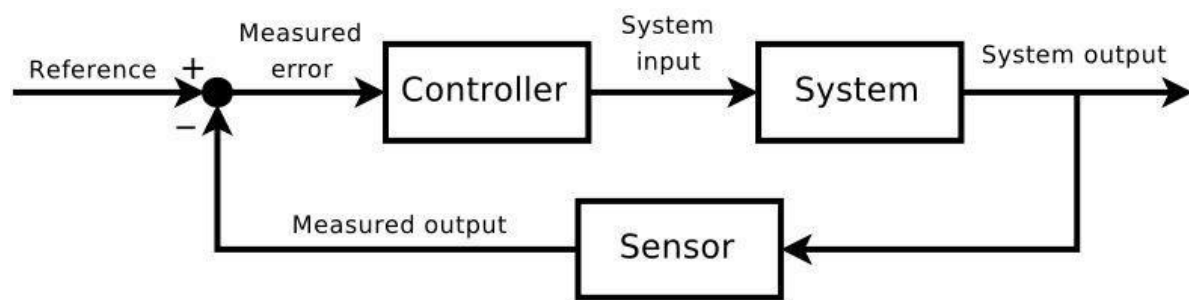 Reference
+
−
Measured
error
Controller
System
input
System
System output
Measured output
Sensor